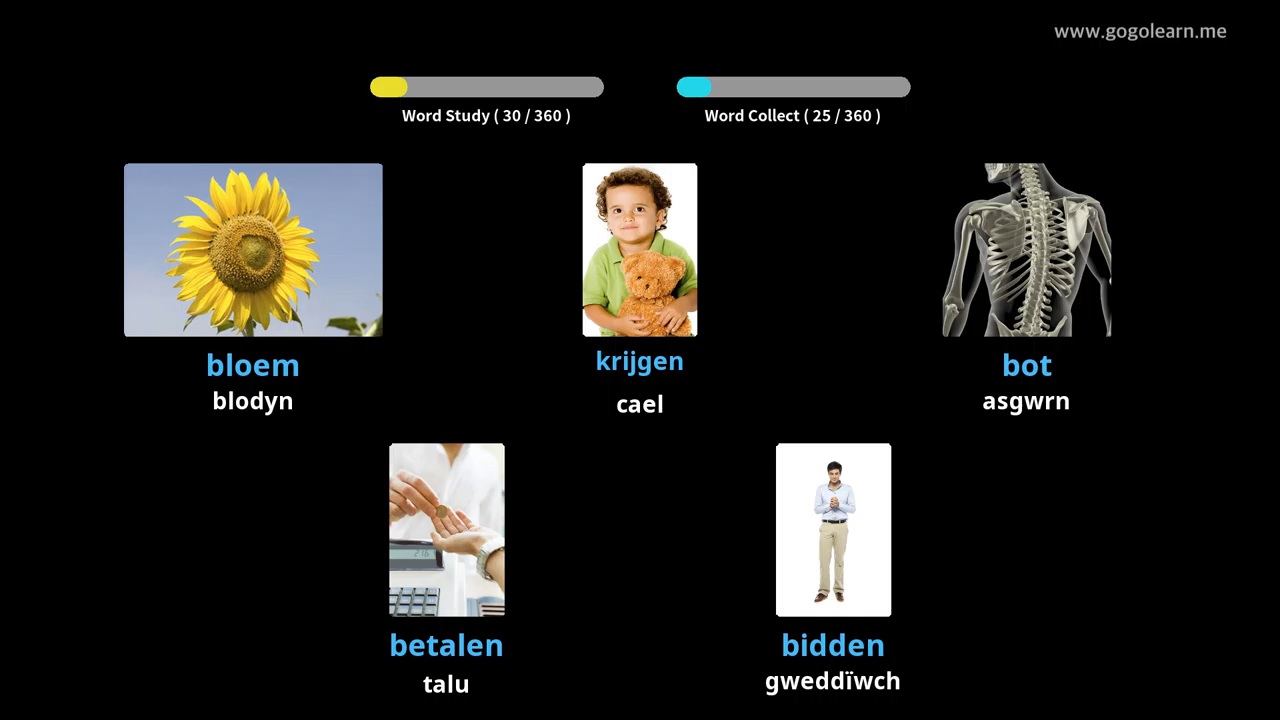 www.gogolearn.me
Word Study ( 30 / 360 )
Word Collect ( 25 / 360 )
bloem
blodyn
krijgen
cael
bot
asgwrn
betalen
talu
bidden
gweddïwch